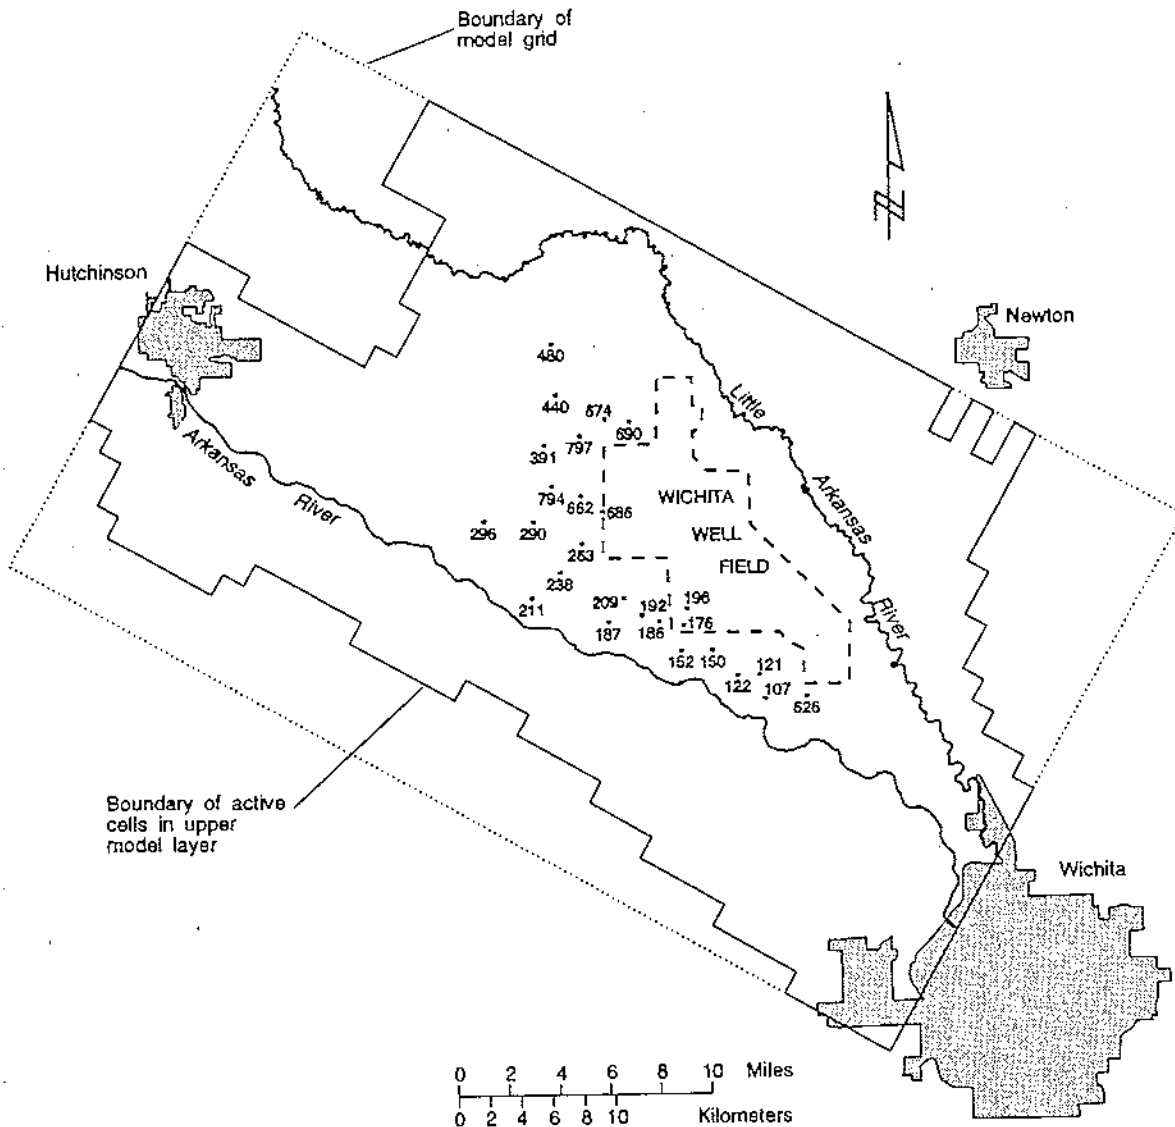 Boundary of
model grid
N
Hutchinson
Newton
480
Little
440
674
690
797
391
Arkansas
River
794
662
686
WICHITA
Arkansas
296
290
WELL
253
FIELD
238
211
209
192
196
River
187
186
176
152
150
121
122
107
526
Boundary of active
cells in upper
model layer
Wichita
0 2 4 6 8 10 Miles
0 2 4 6 8 10 Kilometers